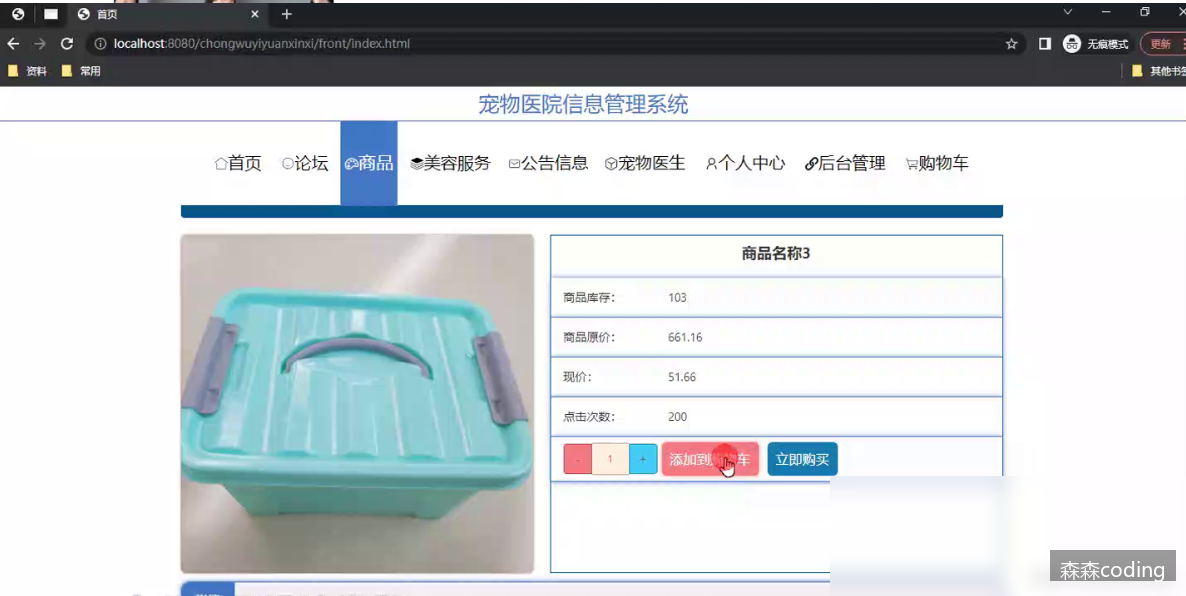 首页
localhost:8080/chongwuyiyuanxinxi/front/index.html
无痕模式
更新
资料
常用
其他书签
宠物医院信息管理系统
首页 论坛 商品 美容服务 公告信息 宠物医生 个人中心 后台管理 购物车
商品名称3
商品库存： 103
商品原价： 661.16
现价： 51.66
点击次数： 200
- 1 + 添加到 车 立即购买
森森coding